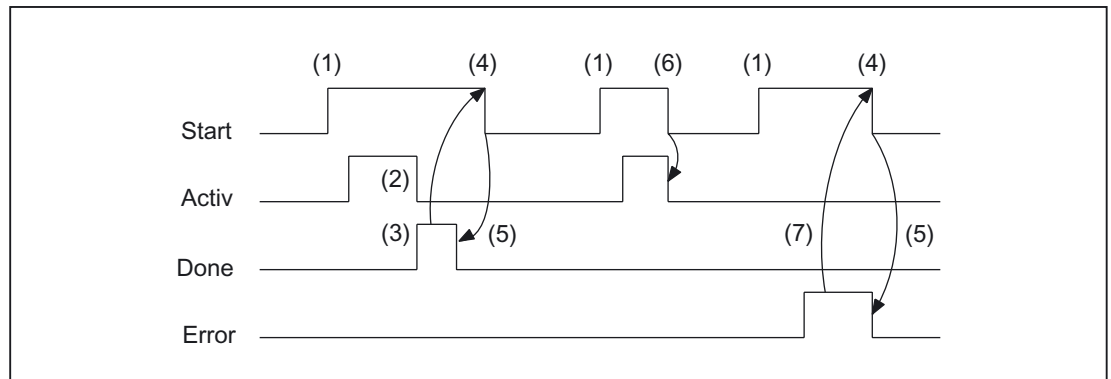 (1) (4) (1) (6) (1) (4)
Start
(2)
Activ
(3) (5) (7) (5)
Done
Error